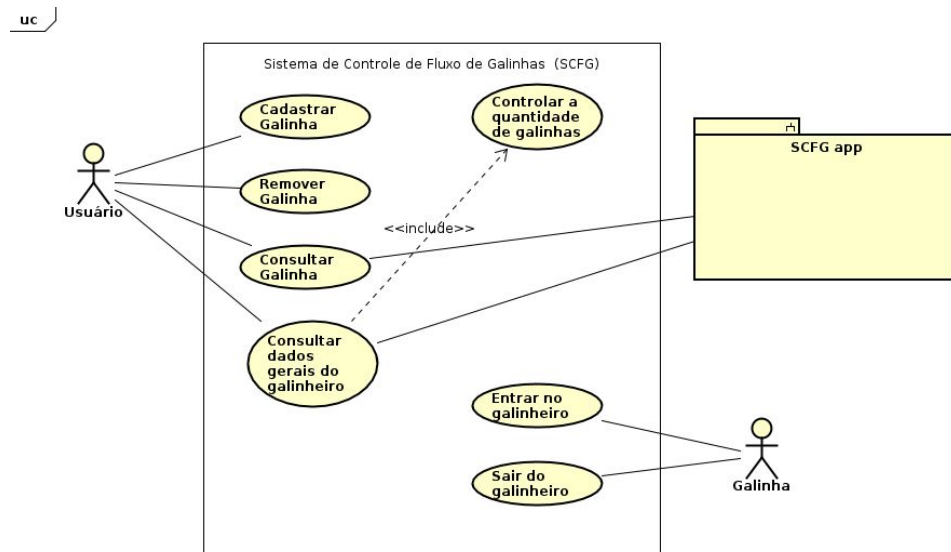 uc
Sistema de Controle de Fluxo de Galinhas (SCFG)
Cadastrar
Galinha
Controlar a
quantidade
de galinhas
SCFG app
Remover
Galinha
Usuário
<<include>>
Consultar
Galinha
Consultar
dados
gerais do
galinheiro
Entrar no
galinheiro
Sair do
galinheiro
Galinha